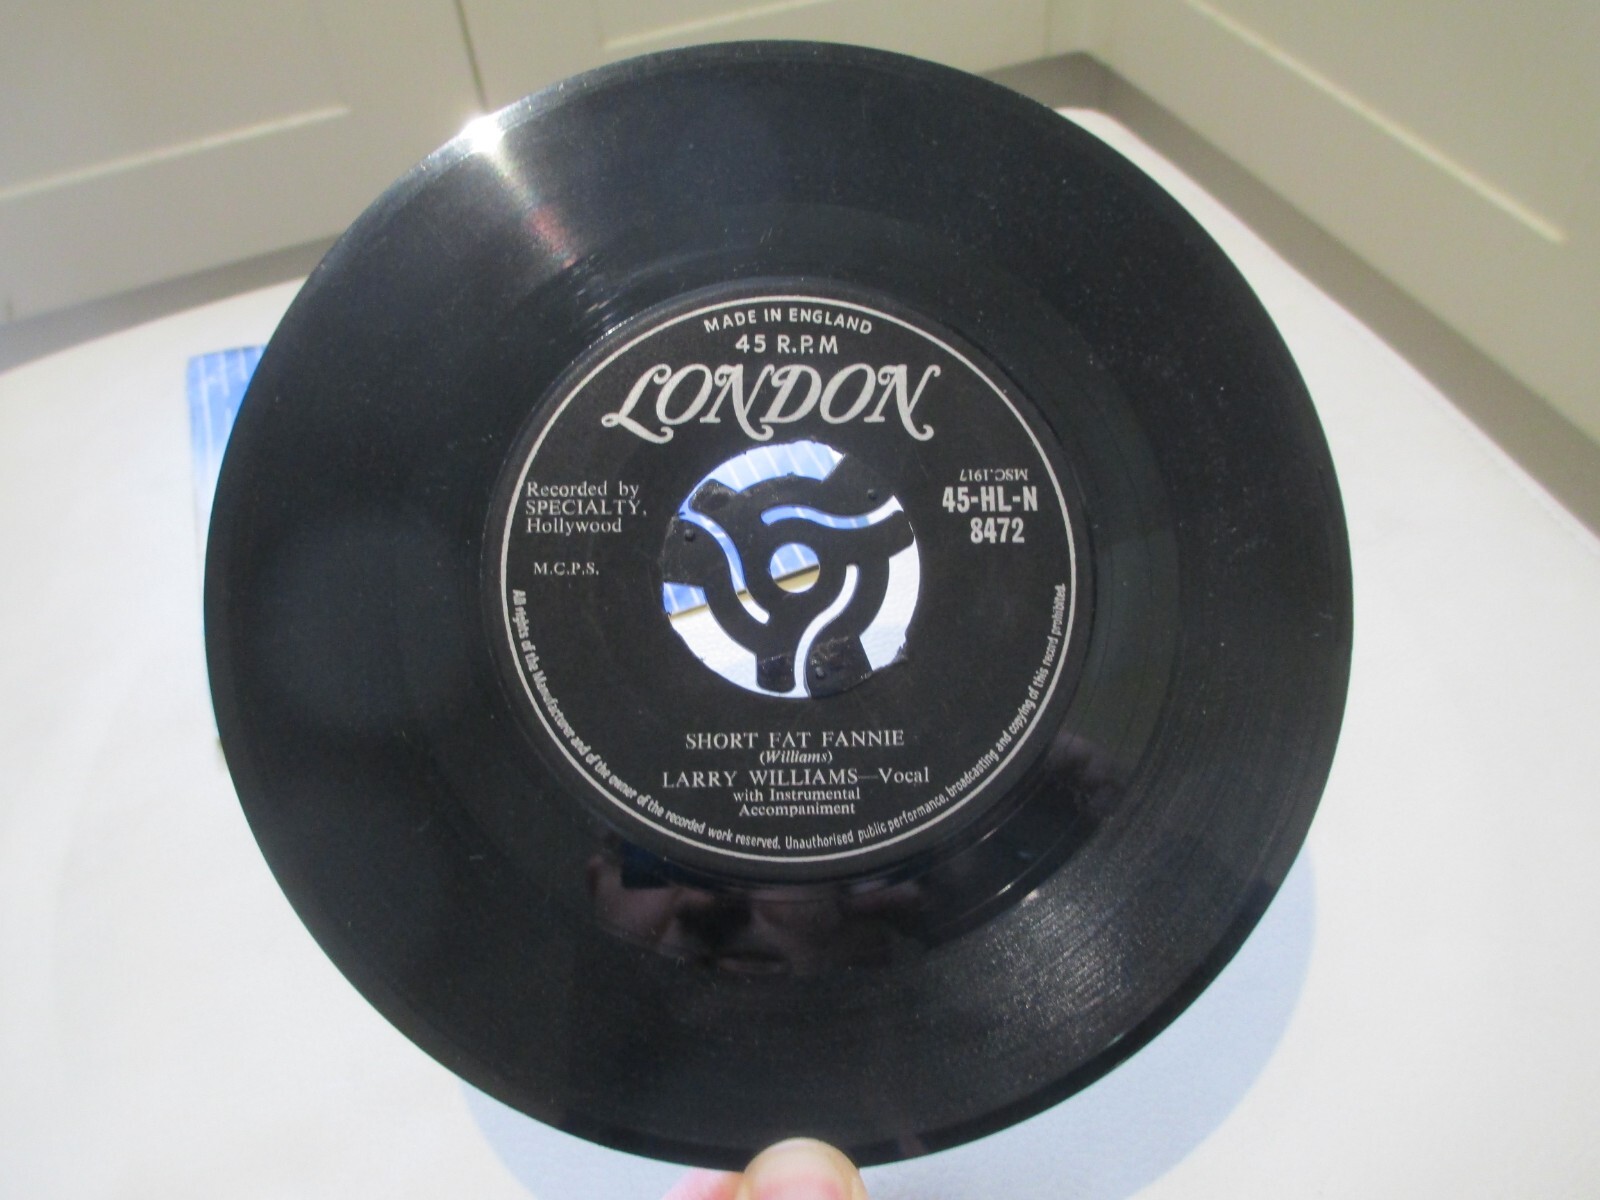 MADE IN ENGLAND
45 R.P.M
LONDON
Recorded by
SPECIALTY,
Hollywood
M.C.P.S.
MSC.1917
45-HL-N
8472
SHORT FAT FANNIE
(Williams)
LARRY WILLIAMS—Vocal
with Instrumental
Accompaniment
All rights of the Manufacturer and of the owner of the recorded work reserved. Unauthorised public performance, broadcasting and copying of this record prohibited.